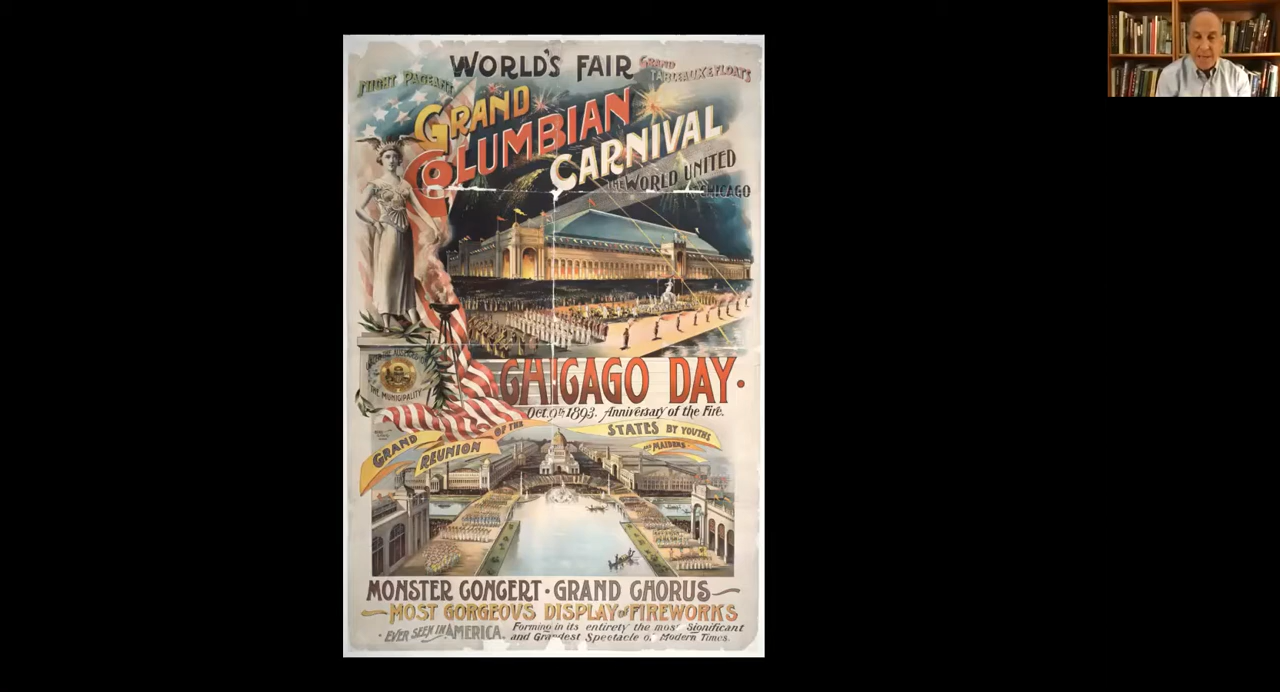 WORLD'S FAIR
NIGHT PAGEANT
GRAND
TABLEAUX & FLOATS
GRAND
COLUMBIAN
CARNIVAL
THE WORLD UNITED
CHICAGO
THE MUNICIPALITY
CHICAGO DAY.
Oct. 9th 1893. Anniversary of the Fire.
GRAND REUNION OF THE STATES BY YOUTHS
AND MAIDENS
MONSTER CONCERT · GRAND CHORUS
MOST GORGEOUS DISPLAY OF FIREWORKS
EVER SEEN IN AMERICA.
Forming in its entirety the most Significant
and Grandest Spectacle of Modern Times.